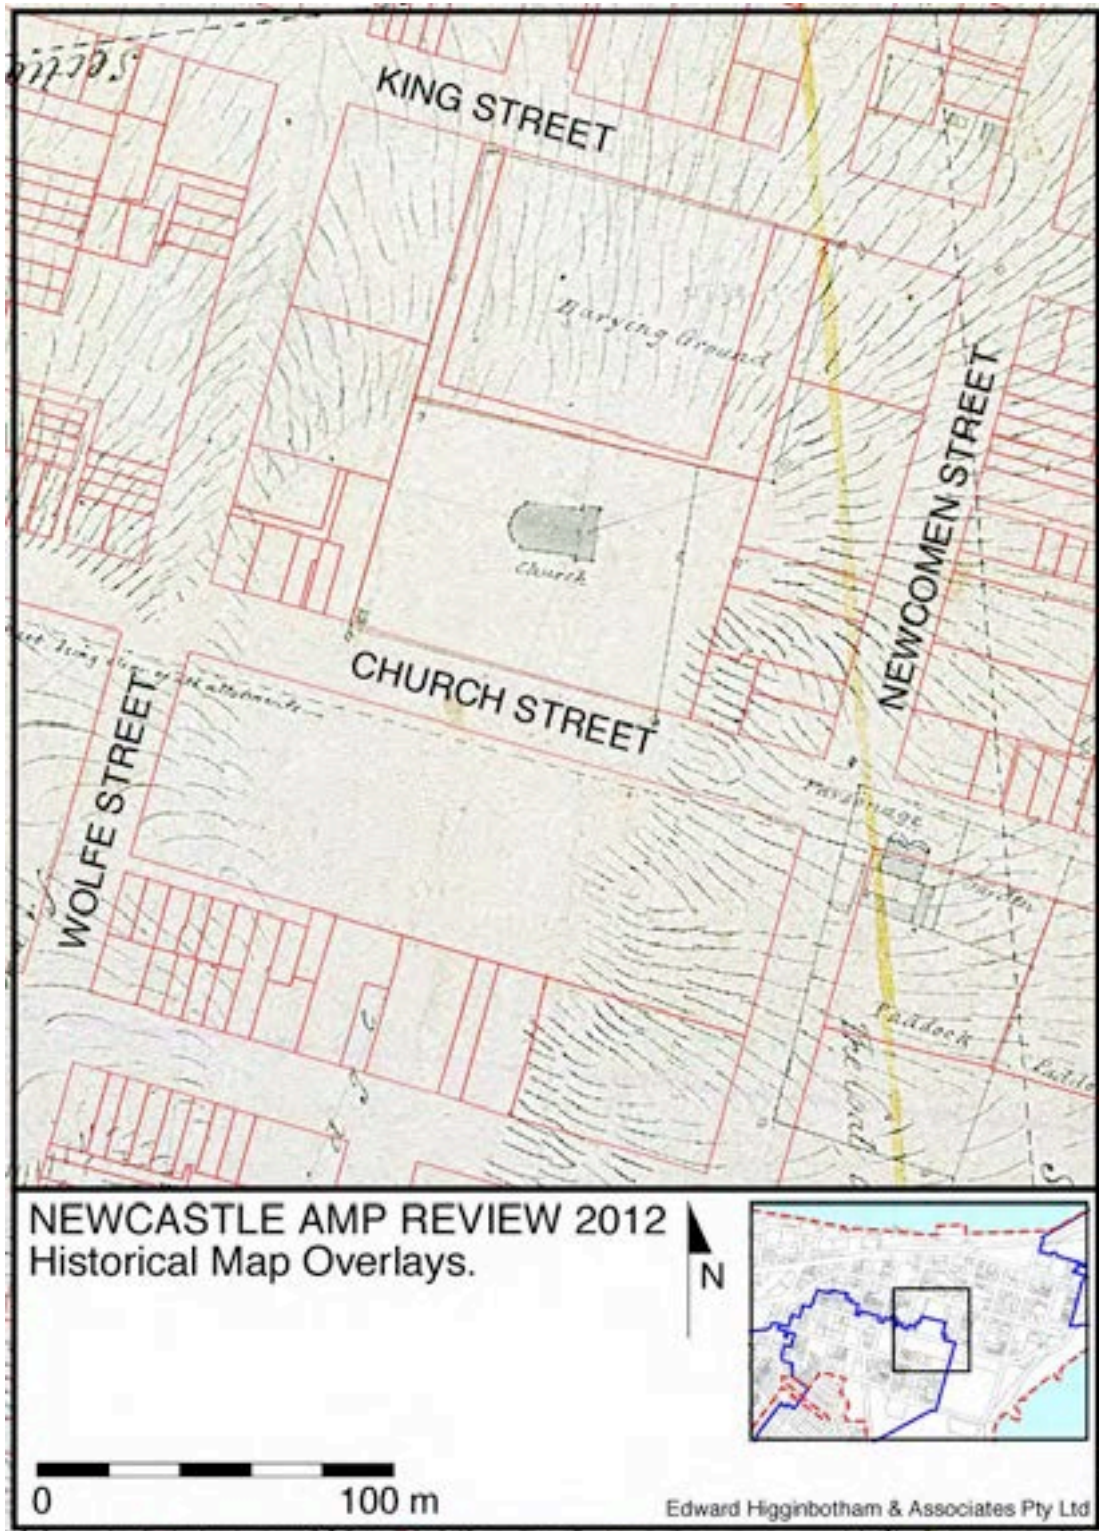 KING STREET
Burying Ground
NEWCOMEN STREET
Church
CHURCH STREET
WOLFE STREET
Parsonage
Garden
Paddock
NEWCASTLE AMP REVIEW 2012
Historical Map Overlays.
N
0 100 m
Edward Higginbotham & Associates Pty Ltd